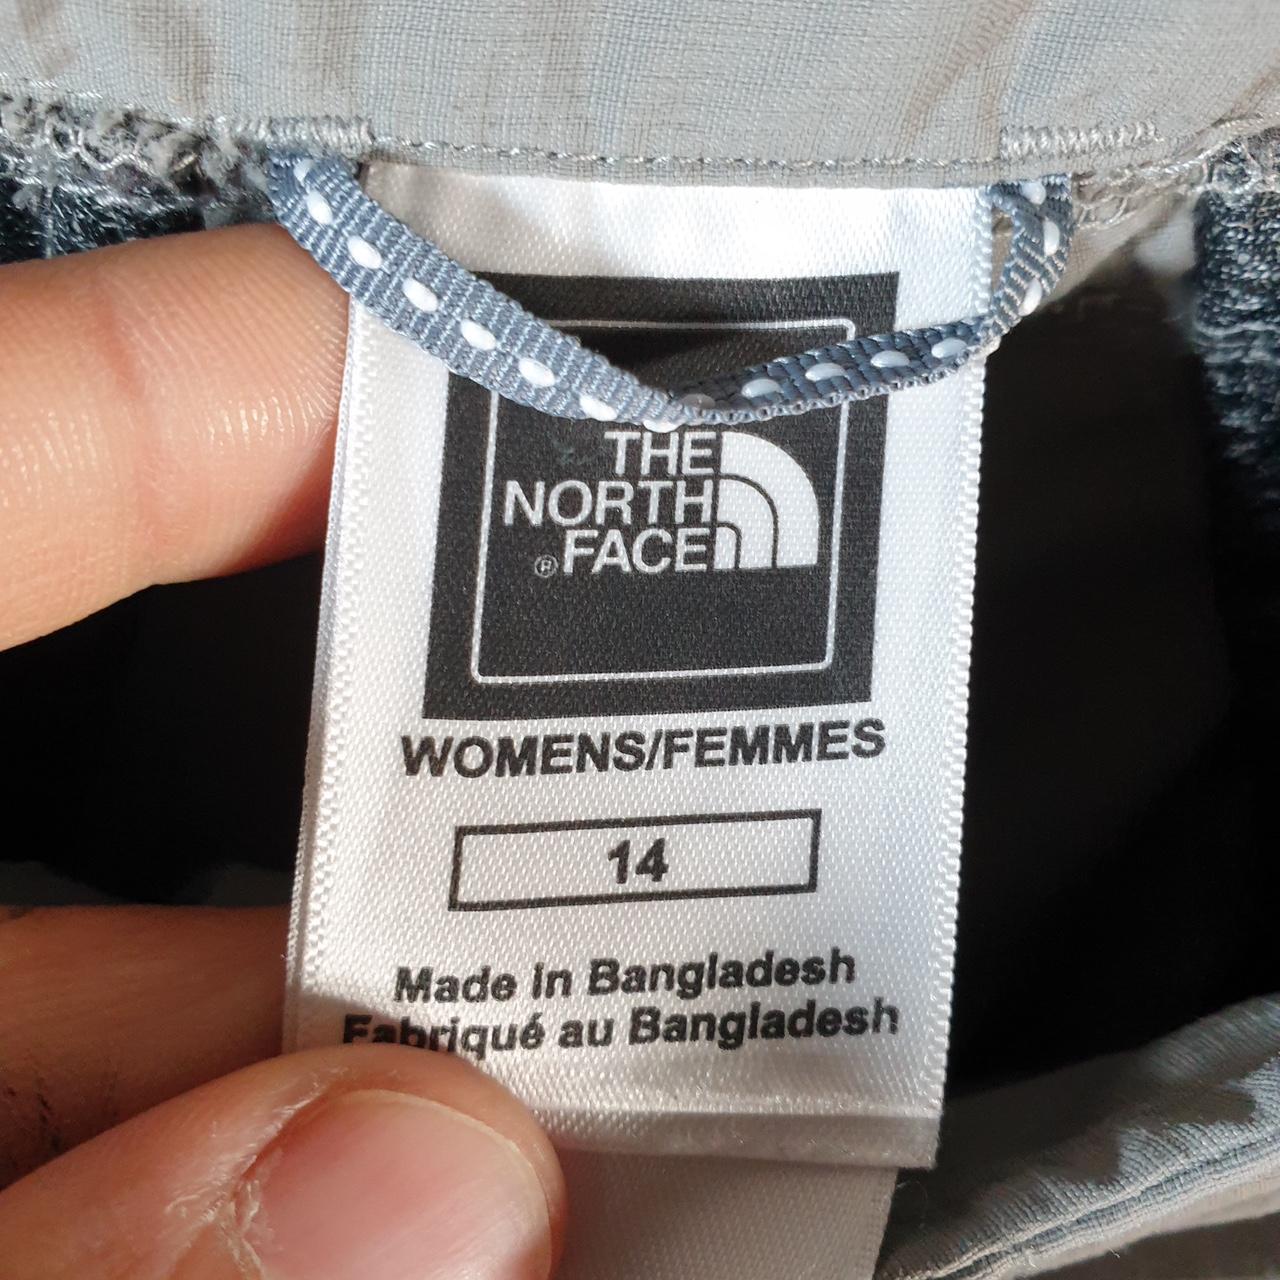 THE
NORTH
® FACE
WOMENS/FEMMES
14
Made in Bangladesh
Fabriqué au Bangladesh